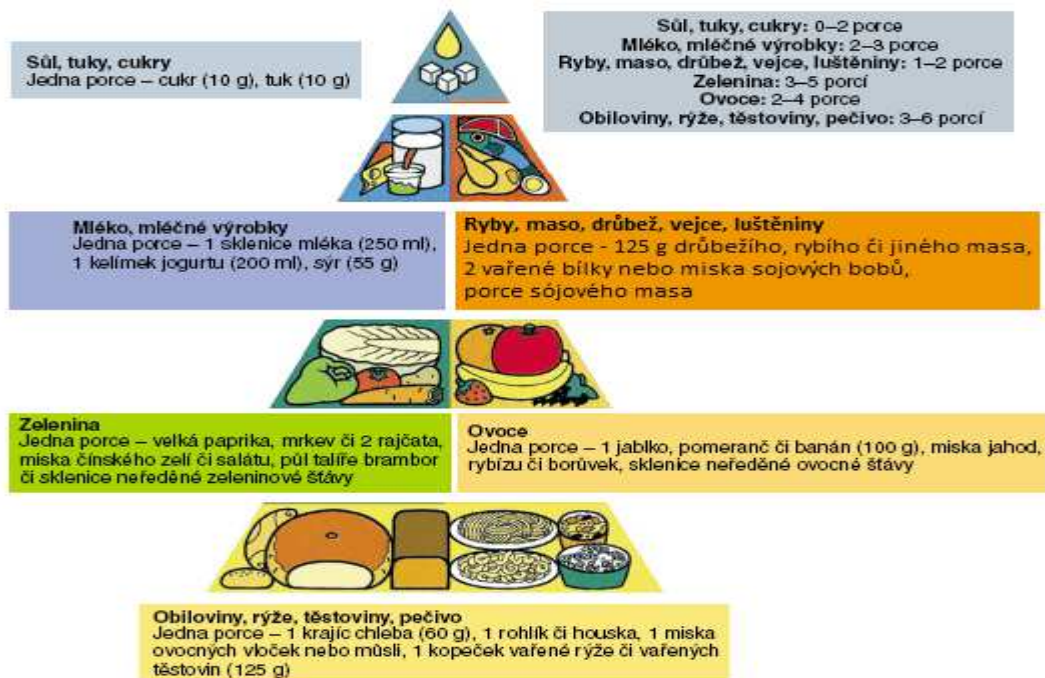 Sůl, tuky, cukry
Jedna porce – cukr (10 g), tuk (10 g)
Sůl, tuky, cukry: 0–2 porce
Mléko, mléčné výrobky: 2–3 porce
Ryby, maso, drůbež, vejce, luštěniny: 1–2 porce
Zelenina: 3–5 porcí
Ovoce: 2–4 porce
Obiloviny, rýže, těstoviny, pečivo: 3–6 porcí
Mléko, mléčné výrobky
Jedna porce – 1 sklenice mléka (250 ml),
1 kelímek jogurtu (200 ml), sýr (55 g)
Ryby, maso, drůbež, vejce, luštěniny
Jedna porce - 125 g drůbežího, rybího či jiného masa,
2 vařené bílky nebo miska sojových bobů,
porce sójového masa
Zelenina
Jedna porce – velká paprika, mrkev či 2 rajčata,
miska čínského zelí či salátu, půl talíře brambor
či sklenice neředěné zeleninové šťávy
Ovoce
Jedna porce – 1 jablko, pomeranč či banán (100 g), miska jahod,
rybízu či borůvek, sklenice neředěné ovocné šťávy
Obiloviny, rýže, těstoviny, pečivo
Jedna porce – 1 krajíc chleba (60 g), 1 rohlík či houska, 1 miska
ovocných vloček nebo műsli, 1 kopeček vařené rýže či vařených
těstovin (125 g)